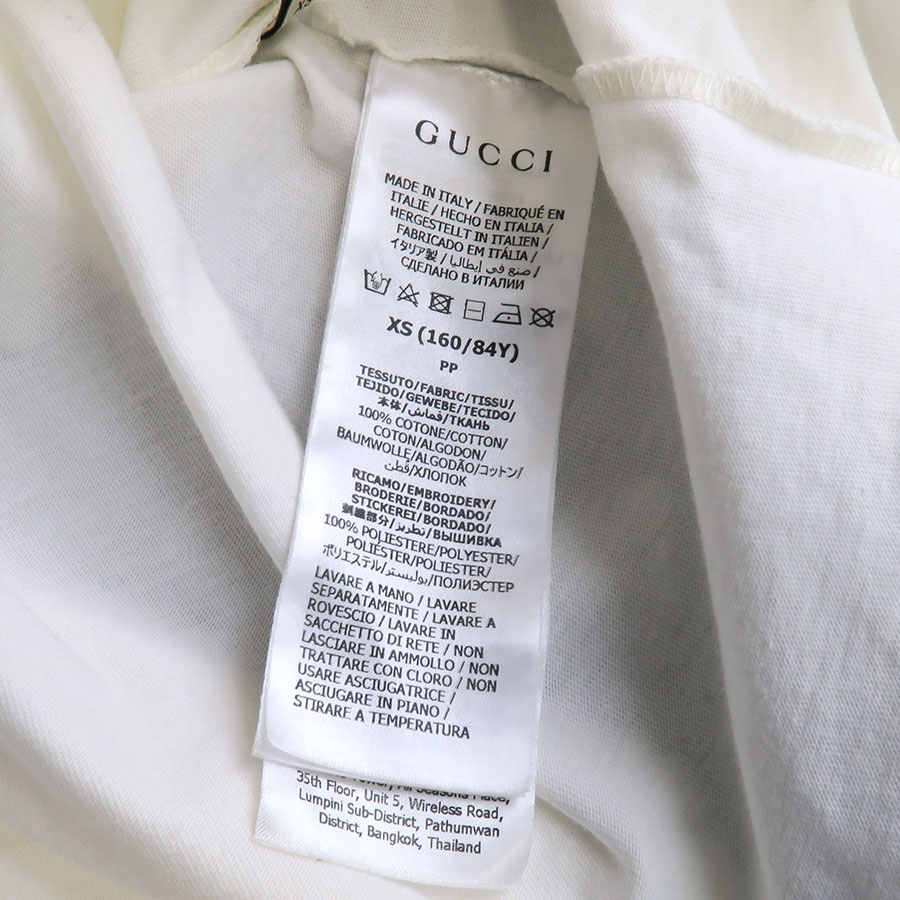 XS
GUCCI
MADE IN ITALY / FABRIQUÉ EN
ITALIE / HECHO EN ITALIA /
HERGESTELLT IN ITALIEN /
FABRICADO EM ITÁLIA /
イタリア製 / صنع في إيطاليا /
СДЕЛАНО В ИТАЛИИ
XS (160/84Y)
PP
TESSUTO/FABRIC/TISSU/
TEJIDO/GEWEBE/TECIDO/
本体/قماش/ТКАНЬ
100% COTONE/COTTON/
COTON/ALGODON/
BAUMWOLLE/ALGODÃO/コットン/
قطن/ХЛОПОК
RICAMO/EMBROIDERY/
BRODERIE/BORDADO/
STICKEREI/BORDADO/
刺繍部分/تطريز/ВЫШИВКА
100% POLIESTERE/POLYESTER/
POLIÉSTER/POLIESTER/
ポリエステル/بوليستر/ПОЛИЭСТЕР
LAVARE A MANO / LAVARE
SEPARATAMENTE / LAVARE A
ROVESCIO / LAVARE IN
SACCHETTO DI RETE / NON
LASCIARE IN AMMOLLO / NON
TRATTARE CON CLORO / NON
USARE ASCIUGATRICE /
ASCIUGARE IN PIANO /
STIRARE A TEMPERATURA
Seasons Place,
35th Floor, Unit 5, Wireless Road,
Lumpini Sub-District, Pathumwan
District, Bangkok, Thailand